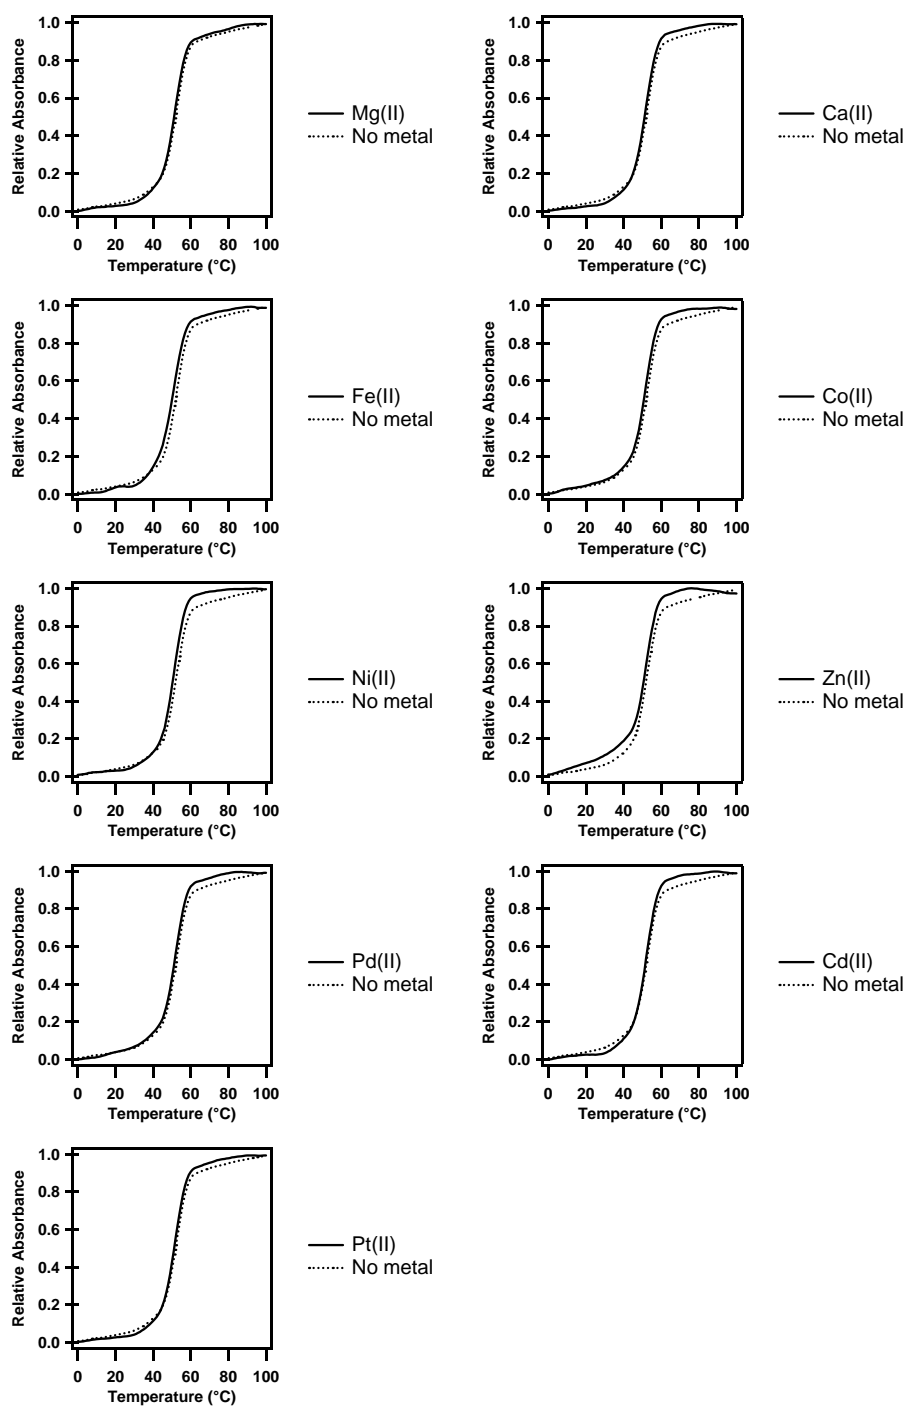 1.0
0.8
0.6
0.4
0.2
0.0
Relative Absorbance
0 20 40 60 80 100
Temperature (°C)
Mg(II)
No metal
1.0
0.8
0.6
0.4
0.2
0.0
Relative Absorbance
0 20 40 60 80 100
Temperature (°C)
Ca(II)
No metal
1.0
0.8
0.6
0.4
0.2
0.0
Relative Absorbance
0 20 40 60 80 100
Temperature (°C)
Fe(II)
No metal
1.0
0.8
0.6
0.4
0.2
0.0
Relative Absorbance
0 20 40 60 80 100
Temperature (°C)
Co(II)
No metal
1.0
0.8
0.6
0.4
0.2
0.0
Relative Absorbance
0 20 40 60 80 100
Temperature (°C)
Ni(II)
No metal
1.0
0.8
0.6
0.4
0.2
0.0
Relative Absorbance
0 20 40 60 80 100
Temperature (°C)
Zn(II)
No metal
1.0
0.8
0.6
0.4
0.2
0.0
Relative Absorbance
0 20 40 60 80 100
Temperature (°C)
Pd(II)
No metal
1.0
0.8
0.6
0.4
0.2
0.0
Relative Absorbance
0 20 40 60 80 100
Temperature (°C)
Cd(II)
No metal
1.0
0.8
0.6
0.4
0.2
0.0
Relative Absorbance
0 20 40 60 80 100
Temperature (°C)
Pt(II)
No metal